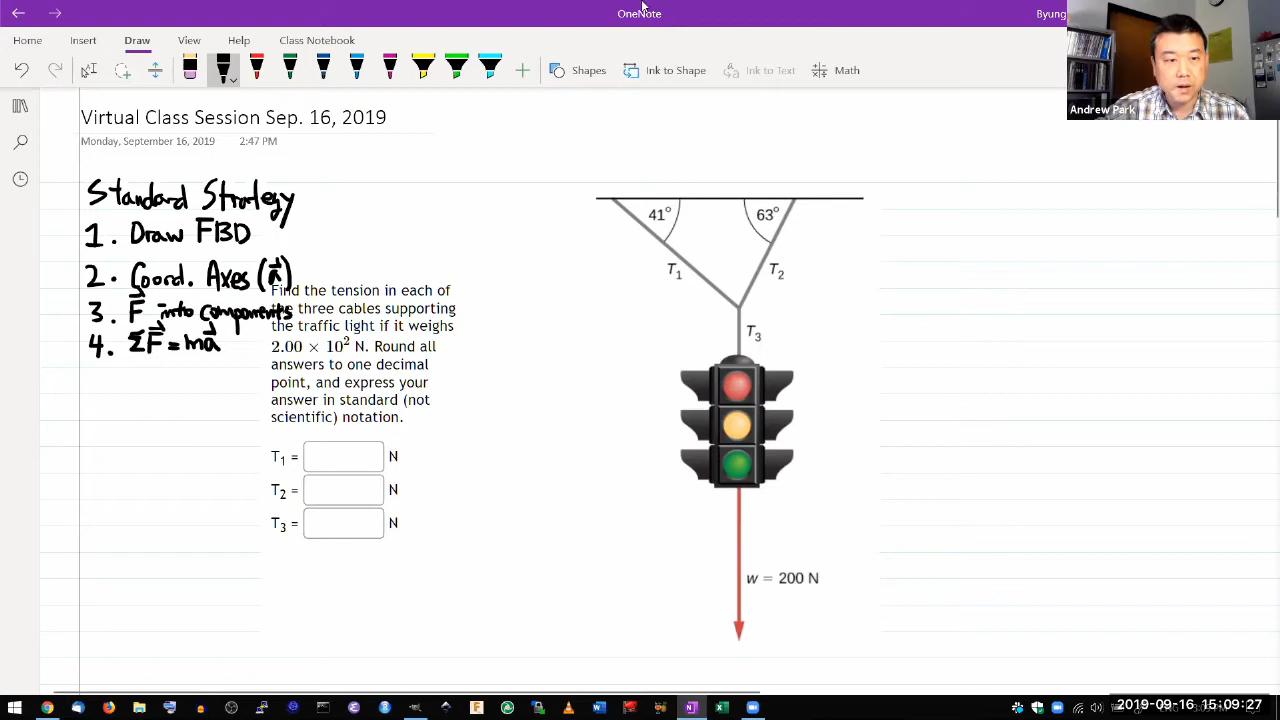 OneNote
Byung
Home Insert Draw View Help Class Notebook
Shapes Ink to Shape Ink to Text Math
Andrew Park
Virtual Class Session Sep. 16, 2019
Monday, September 16, 2019 2:47 PM
Standard Strategy
1. Draw FBD
2. Coord. Axes (a⃗)
3. F⃗ into components
4. ΣF⃗ = ma⃗
Find the tension in each of
the three cables supporting
the traffic light if it weighs
2.00 × 10² N. Round all
answers to one decimal
point, and express your
answer in standard (not
scientific) notation.
T₁ = N
T₂ = N
T₃ = N
41° 63°
T₁ T₂
T₃
w = 200 N
2019-09-16 15:09:27